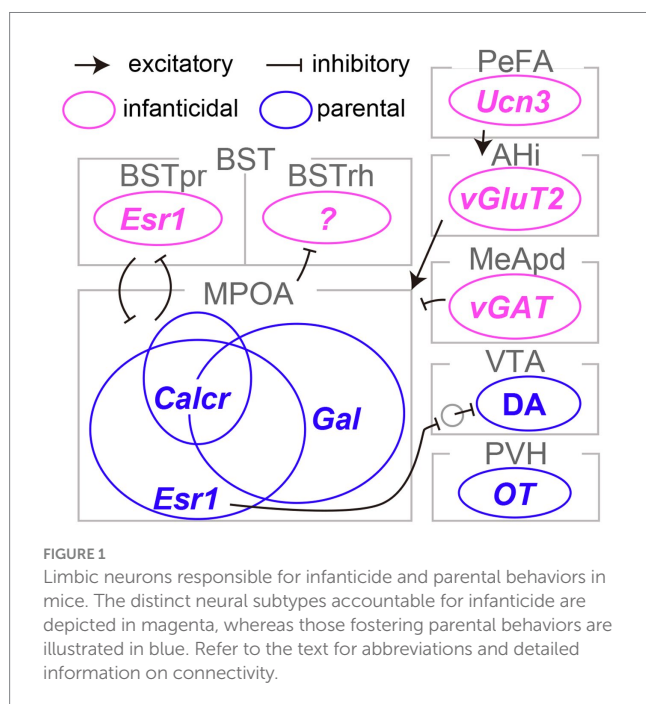 excitatory
inhibitory
infanticidal
parental
BST
BSTpr
BSTrh
Esr1
?
MPOA
Calcr
Gal
Esr1
PeFA
Ucn3
AHi
vGluT2
MeApd
vGAT
VTA
DA
PVH
OT
FIGURE 1
Limbic neurons responsible for infanticide and parental behaviors in
mice. The distinct neural subtypes accountable for infanticide are
depicted in magenta, whereas those fostering parental behaviors are
illustrated in blue. Refer to the text for abbreviations and detailed
information on connectivity.